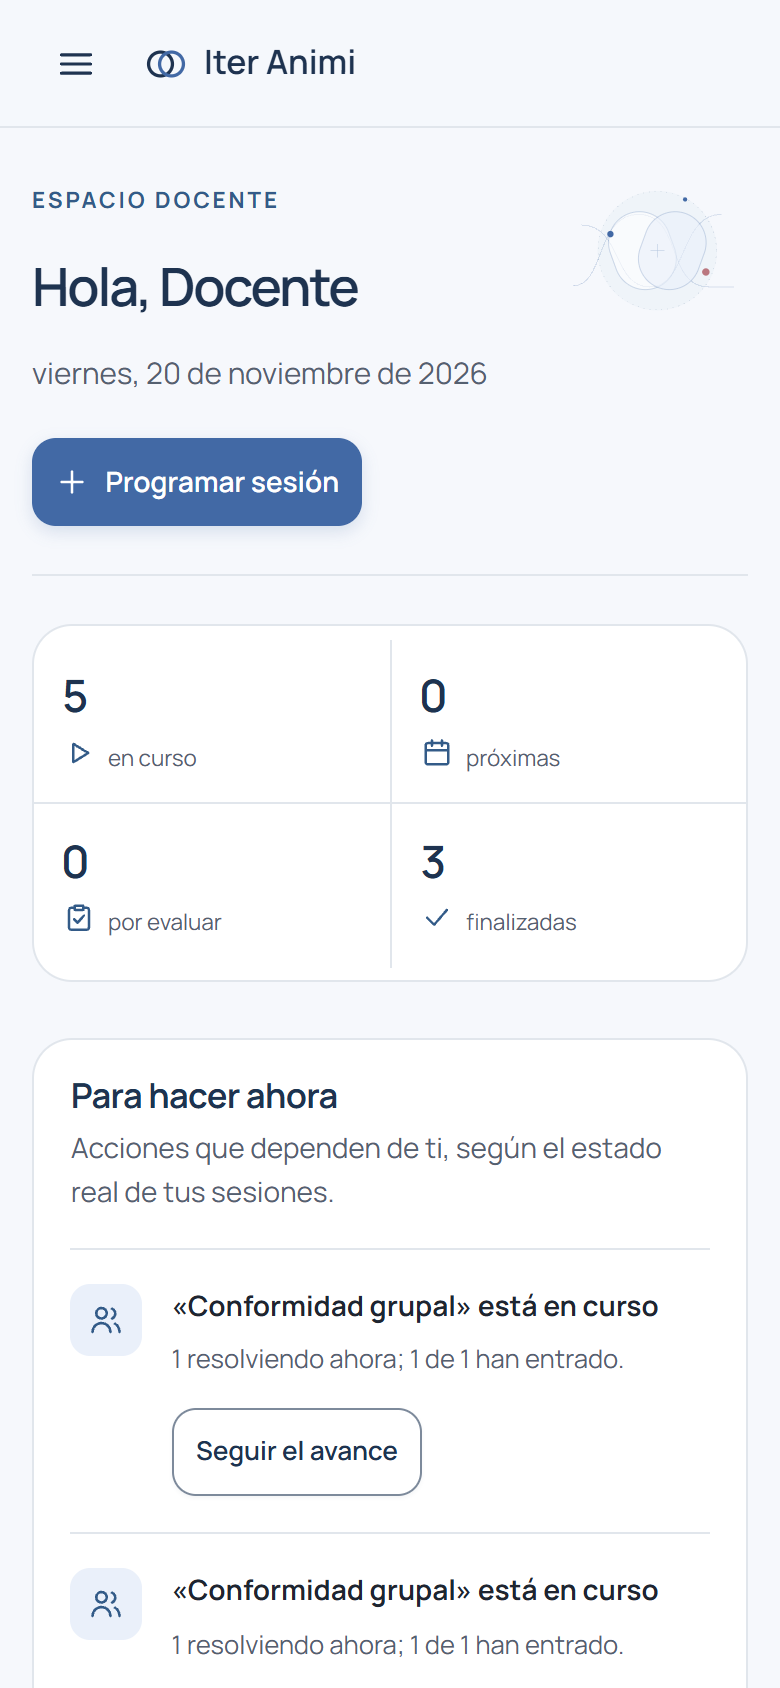 Iter Animi
ESPACIO DOCENTE
Hola, Docente
viernes, 20 de noviembre de 2026
Programar sesión
5
en curso
0
próximas
0
por evaluar
3
finalizadas
Para hacer ahora
Acciones que dependen de ti, según el estado
real de tus sesiones.
«Conformidad grupal» está en curso
1 resolviendo ahora; 1 de 1 han entrado.
Seguir el avance
«Conformidad grupal» está en curso
1 resolviendo ahora; 1 de 1 han entrado.